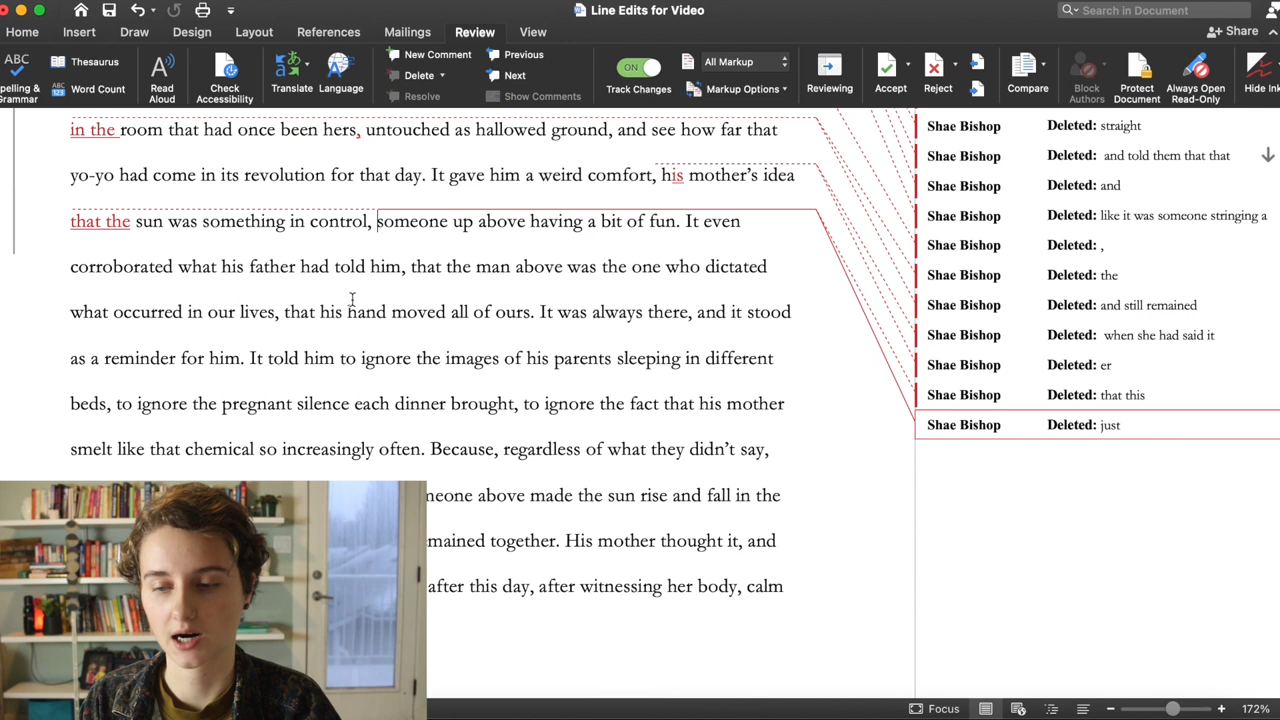 Line Edits for Video
Search in Document
Home Insert Draw Design Layout References Mailings Review View Share
ABC Spelling & Grammar
Thesaurus
ABC 123 Word Count
A Read Aloud
Check Accessibility
Translate Language
New Comment
Delete
Resolve
Previous
Next
Show Comments
ON Track Changes
All Markup
Markup Options
Reviewing
Accept Reject
Compare
Block Authors
Protect Document
Always Open Read-Only
Hide Ink
in the room that had once been hers, untouched as hallowed ground, and see how far that
yo-yo had come in its revolution for that day. It gave him a weird comfort, his mother’s idea
that the sun was something in control, someone up above having a bit of fun. It even
corroborated what his father had told him, that the man above was the one who dictated
what occurred in our lives, that his hand moved all of ours. It was always there, and it stood
as a reminder for him. It told him to ignore the images of his parents sleeping in different
beds, to ignore the pregnant silence each dinner brought, to ignore the fact that his mother
smelt like that chemical so increasingly often. Because, regardless of what they didn’t say,
meone above made the sun rise and fall in the
mained together. His mother thought it, and
after this day, after witnessing her body, calm
Shae Bishop Deleted: straight
Shae Bishop Deleted: and told them that that
Shae Bishop Deleted: and
Shae Bishop Deleted: like it was someone stringing a
Shae Bishop Deleted: ,
Shae Bishop Deleted: the
Shae Bishop Deleted: and still remained
Shae Bishop Deleted: when she had said it
Shae Bishop Deleted: er
Shae Bishop Deleted: that this
Shae Bishop Deleted: just
Focus 172%